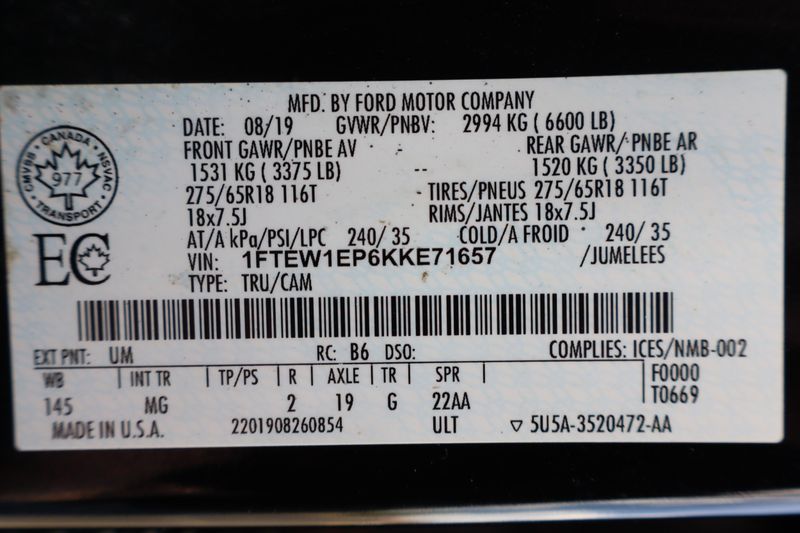 MFD. BY FORD MOTOR COMPANY
DATE: 08/19 GVWR/PNBV: 2994 KG ( 6600 LB)
FRONT GAWR/PNBE AV REAR GAWR/ PNBE AR
1531 KG ( 3375 LB) -- 1520 KG ( 3350 LB)
275/65R18 116T TIRES/PNEUS 275/65R18 116T
18x7.5J RIMS/JANTES 18x7.5J
AT/A kPa/PSI/LPC 240/ 35 COLD/A FROID 240/ 35
VIN: 1FTEW1EP6KKE71657 /JUMELEES
TYPE: TRU/CAM
CANADA
CMVSS NSVAC
977
TRANSPORT
EC
EXT PNT: UM RC: B6 DSO: COMPLIES: ICES/NMB-002
WB | INT TR | TP/PS | R | AXLE | TR | SPR | F0000
145 MG 2 19 G 22AA T0669
MADE IN U.S.A. 2201908260854 ULT ▽ 5U5A-3520472-AA